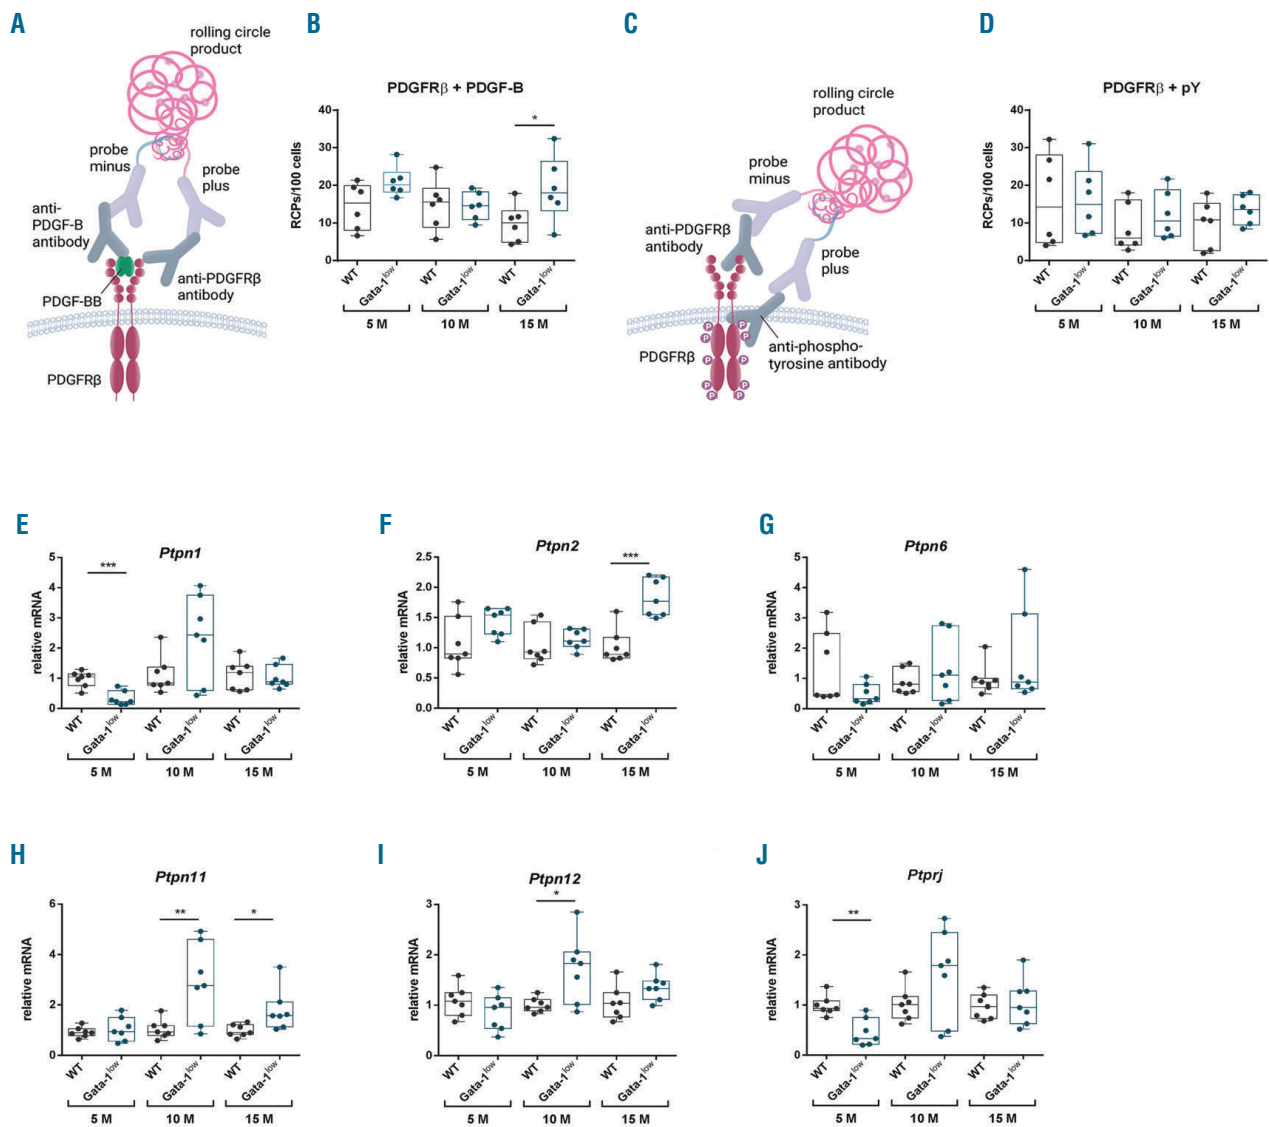 A
rolling circle
product
probe
minus
probe
plus
anti-
PDGF-B
antibody
anti-PDGFRβ
antibody
PDGF-BB
PDGFRβ
B
PDGFRβ + PDGF-B
RCPs/100 cells
40
30
20
10
0
*
WT
Gata-1low
WT
Gata-1low
WT
Gata-1low
5 M
10 M
15 M
C
rolling circle
product
probe
minus
anti-PDGFRβ
antibody
probe
plus
P
P
P
P
P
P
P
P
P
P
PDGFRβ
anti-phospho-
tyrosine antibody
D
PDGFRβ + pY
RCPs/100 cells
40
30
20
10
0
WT
Gata-1low
WT
Gata-1low
WT
Gata-1low
5 M
10 M
15 M
E
Ptpn1
relative mRNA
5
4
3
2
1
0
***
WT
Gata-1low
WT
Gata-1low
WT
Gata-1low
5 M
10 M
15 M
F
Ptpn2
relative mRNA
2.5
2.0
1.5
1.0
0.5
0.0
***
WT
Gata-1low
WT
Gata-1low
WT
Gata-1low
5 M
10 M
15 M
G
Ptpn6
relative mRNA
5
4
3
2
1
0
WT
Gata-1low
WT
Gata-1low
WT
Gata-1low
5 M
10 M
15 M
H
Ptpn11
relative mRNA
6
4
2
0
**
*
WT
Gata-1low
WT
Gata-1low
WT
Gata-1low
5 M
10 M
15 M
I
Ptpn12
relative mRNA
3
2
1
0
*
WT
Gata-1low
WT
Gata-1low
WT
Gata-1low
5 M
10 M
15 M
J
Ptprj
relative mRNA
3
2
1
0
**
WT
Gata-1low
WT
Gata-1low
WT
Gata-1low
5 M
10 M
15 M